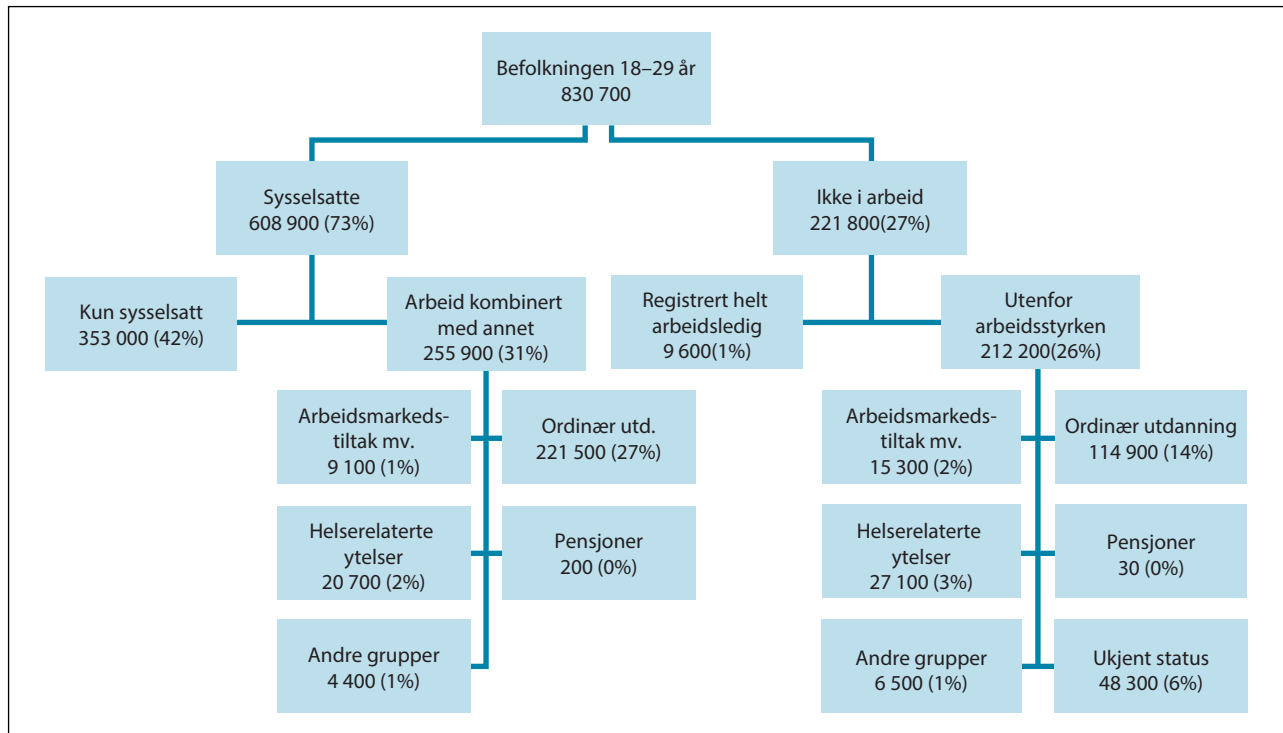 Befolkningen 18–29 år
830 700
Sysselsatte
608 900 (73%)
Ikke i arbeid
221 800(27%)
Kun sysselsatt
353 000 (42%)
Arbeid kombinert
med annet
255 900 (31%)
Registrert helt
arbeidsledig
9 600(1%)
Utenfor
arbeidsstyrken
212 200(26%)
Arbeidsmarkeds-
tiltak mv.
9 100 (1%)
Ordinær utd.
221 500 (27%)
Arbeidsmarkeds-
tiltak mv.
15 300 (2%)
Ordinær utdanning
114 900 (14%)
Helserelaterte
ytelser
20 700 (2%)
Pensjoner
200 (0%)
Helserelaterte
ytelser
27 100 (3%)
Pensjoner
30 (0%)
Andre grupper
4 400 (1%)
Andre grupper
6 500 (1%)
Ukjent status
48 300 (6%)